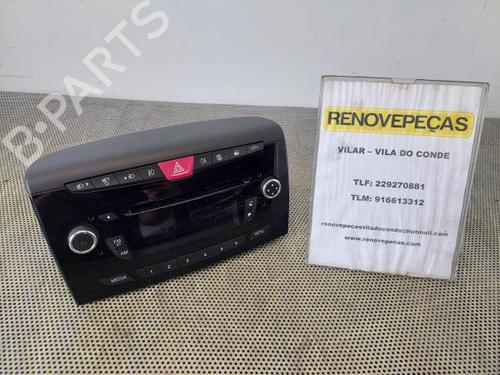 B-PARTS
RENOVEPEÇAS
VILAR – VILA DO CONDE
TLF: 229270881
TLM: 916613312
renovepecasviladocondo@hotmail.com
www.renovepecas.com
FM
AM
MENU
MEDIA
1 2 3 4 5 6